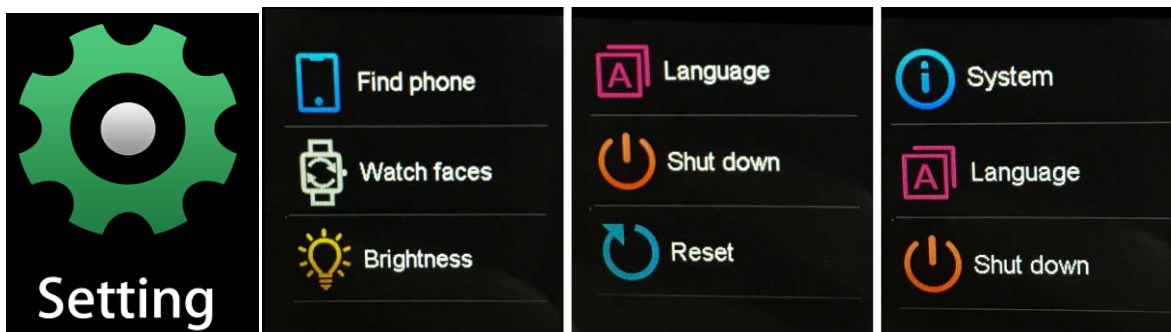 Setting
Find phone
Watch faces
Brightness
A Language
Shut down
Reset
i System
A Language
Shut down